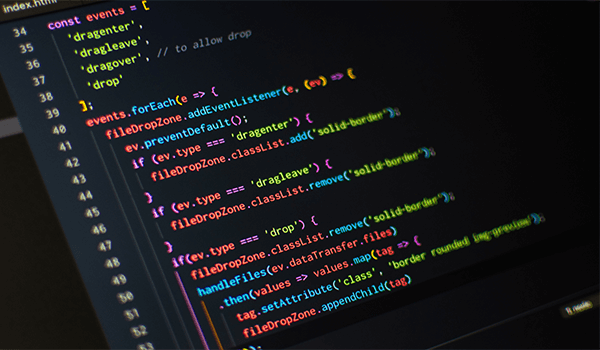 index.html
34 const events = [
35 'dragenter',
36 'dragleave',
37 'dragover', // to allow drop
38 'drop'
39 ];
40 events.forEach(e => {
41 fileDropZone.addEventListener(e, (ev) => {
42 ev.preventDefault();
43 if (ev.type === 'dragenter') {
44 fileDropZone.classList.add('solid-border');
45 }
46 if (ev.type === 'dragleave') {
47 fileDropZone.classList.remove('solid-border');
48 }
49 if(ev.type === 'drop') {
50 fileDropZone.classList.remove('solid-border');
51 handleFiles(ev.dataTransfer.files)
52 .then(values => values.map(tag => {
53 tag.setAttribute('class', 'border rounded img-preview');
fileDropZone.appendChild(tag)